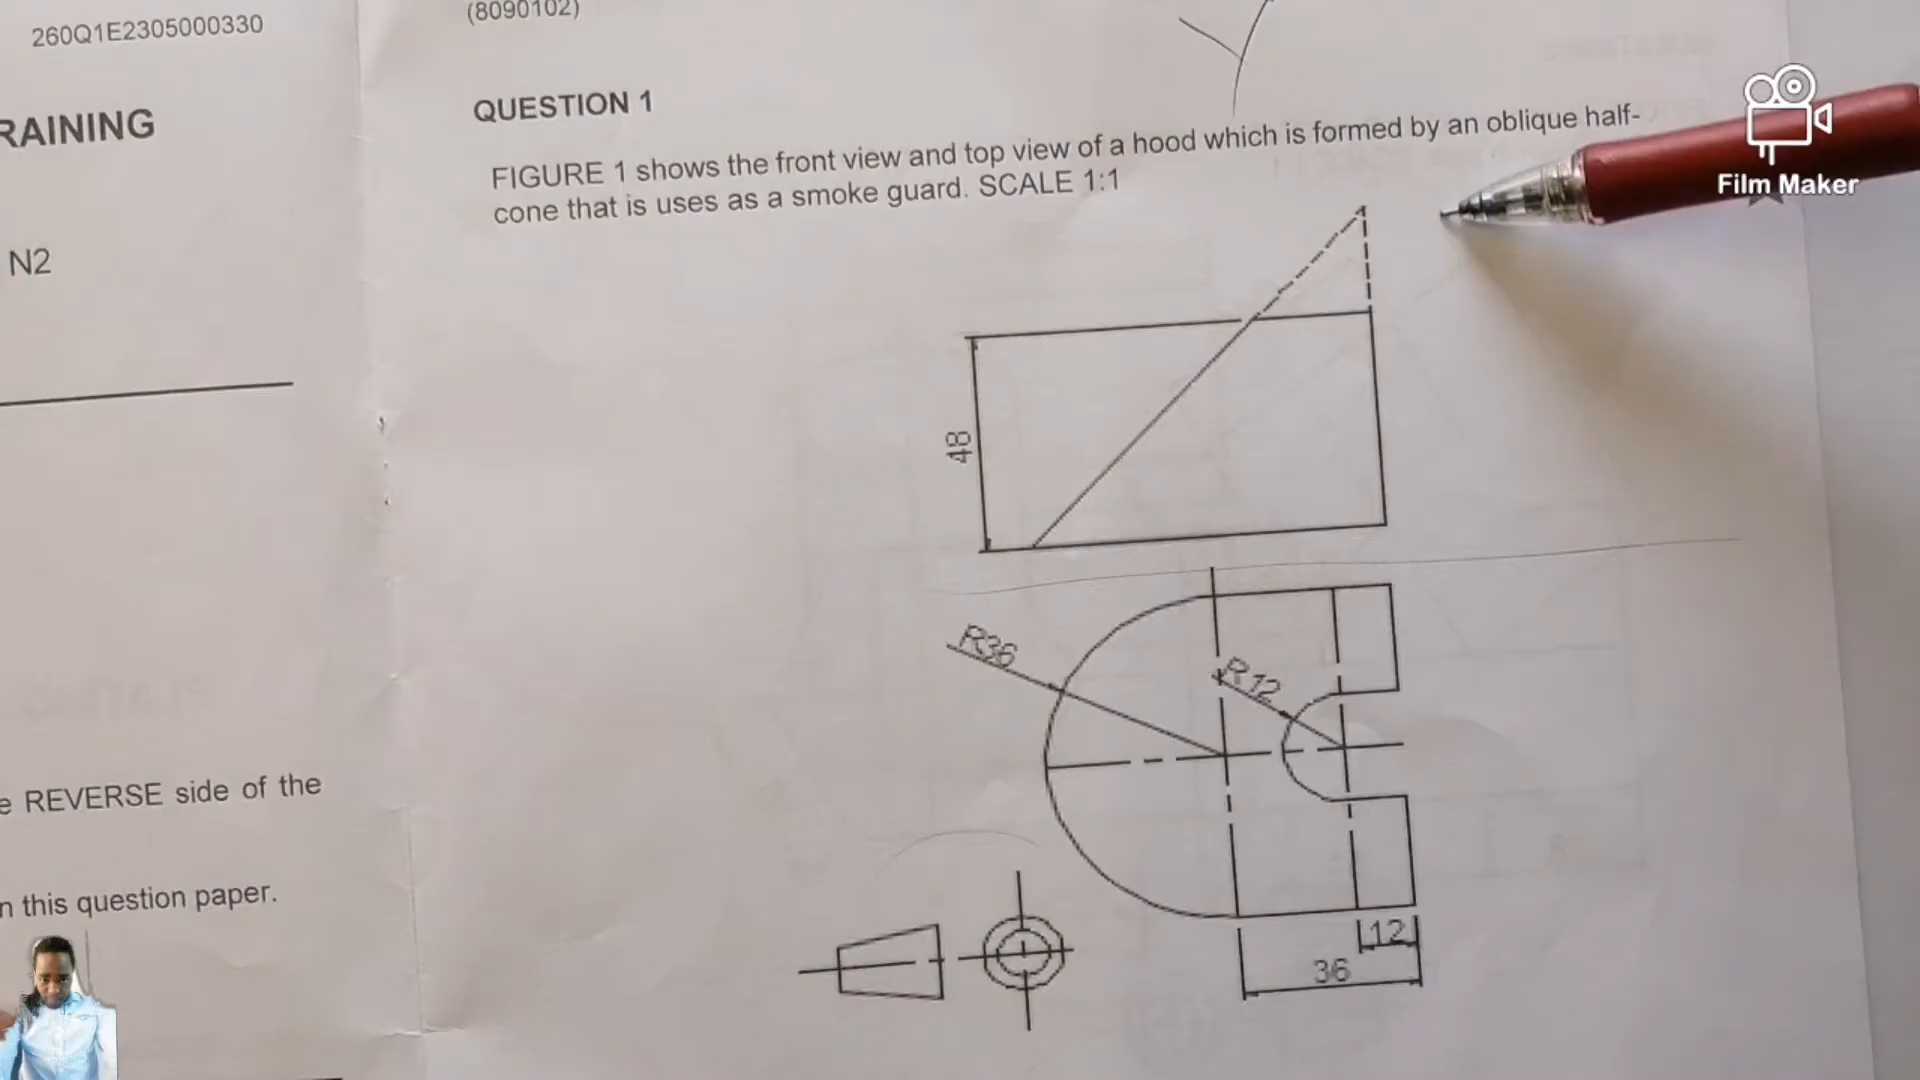 260Q1E2305000330
(8090102)
RAINING
N2
e REVERSE side of the
n this question paper.
QUESTION 1
FIGURE 1 shows the front view and top view of a hood which is formed by an oblique half-
cone that is uses as a smoke guard. SCALE 1:1
Film Maker
48
R36
R12
12
36